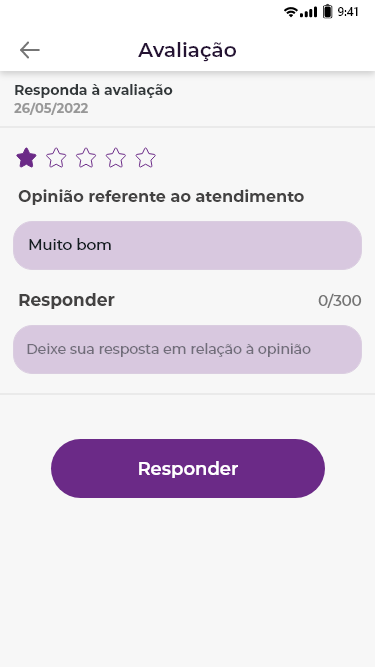 9:41
Avaliação
Responda à avaliação
26/05/2022
Opinião referente ao atendimento
Muito bom
Responder 0/300
Deixe sua resposta em relação à opinião
Responder